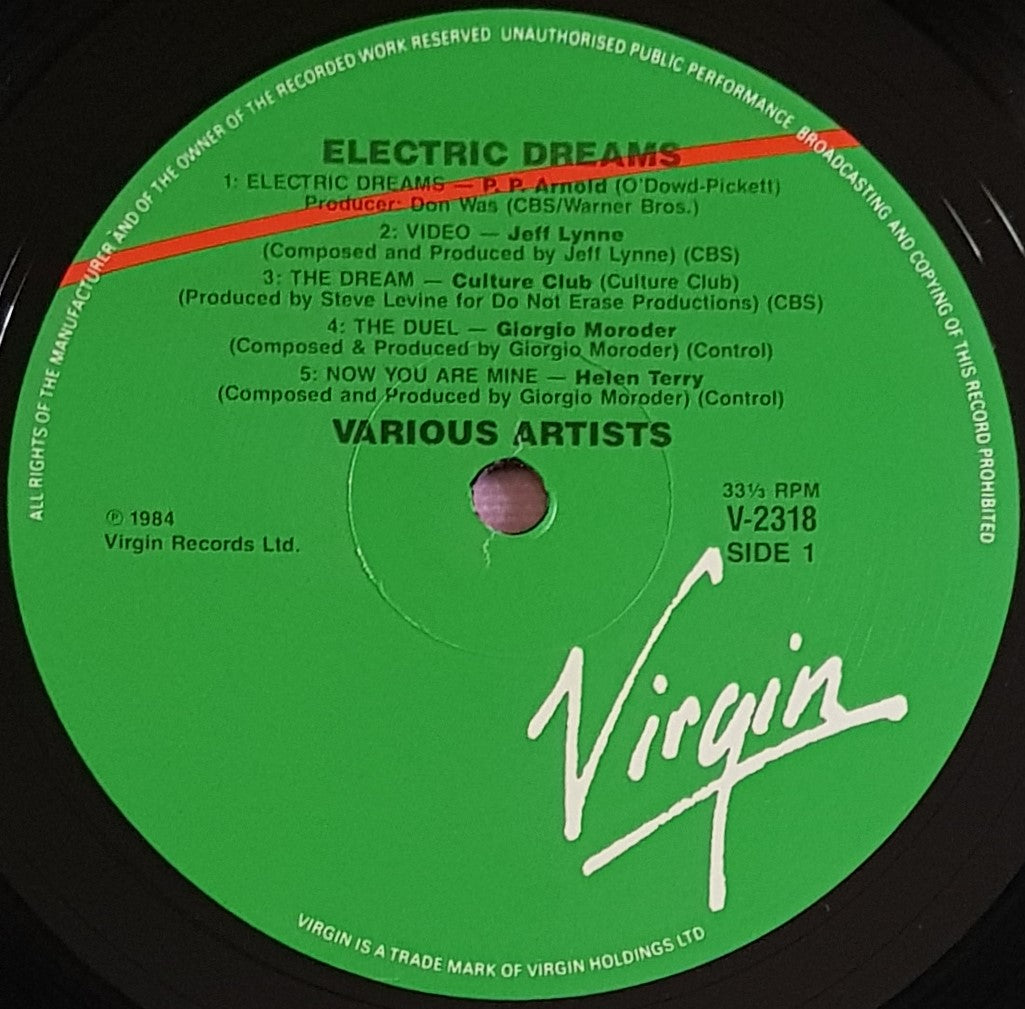 ALL RIGHTS OF THE MANUFACTURER AND OF THE OWNER OF THE RECORDED WORK RESERVED UNAUTHORISED PUBLIC PERFORMANCE BROADCASTING AND COPYING OF THIS RECORD PROHIBITED
ELECTRIC DREAMS
1: ELECTRIC DREAMS — P. P. Arnold (O'Dowd-Pickett)
Producer: Don Was (CBS/Warner Bros.)
2: VIDEO — Jeff Lynne
(Composed and Produced by Jeff Lynne) (CBS)
3: THE DREAM — Culture Club (Culture Club)
(Produced by Steve Levine for Do Not Erase Productions) (CBS)
4: THE DUEL — Giorgio Moroder
(Composed & Produced by Giorgio Moroder) (Control)
5: NOW YOU ARE MINE — Helen Terry
(Composed and Produced by Giorgio Moroder) (Control)
VARIOUS ARTISTS
℗ 1984
Virgin Records Ltd.
33⅓ RPM
V-2318
SIDE 1
Virgin
VIRGIN IS A TRADE MARK OF VIRGIN HOLDINGS LTD